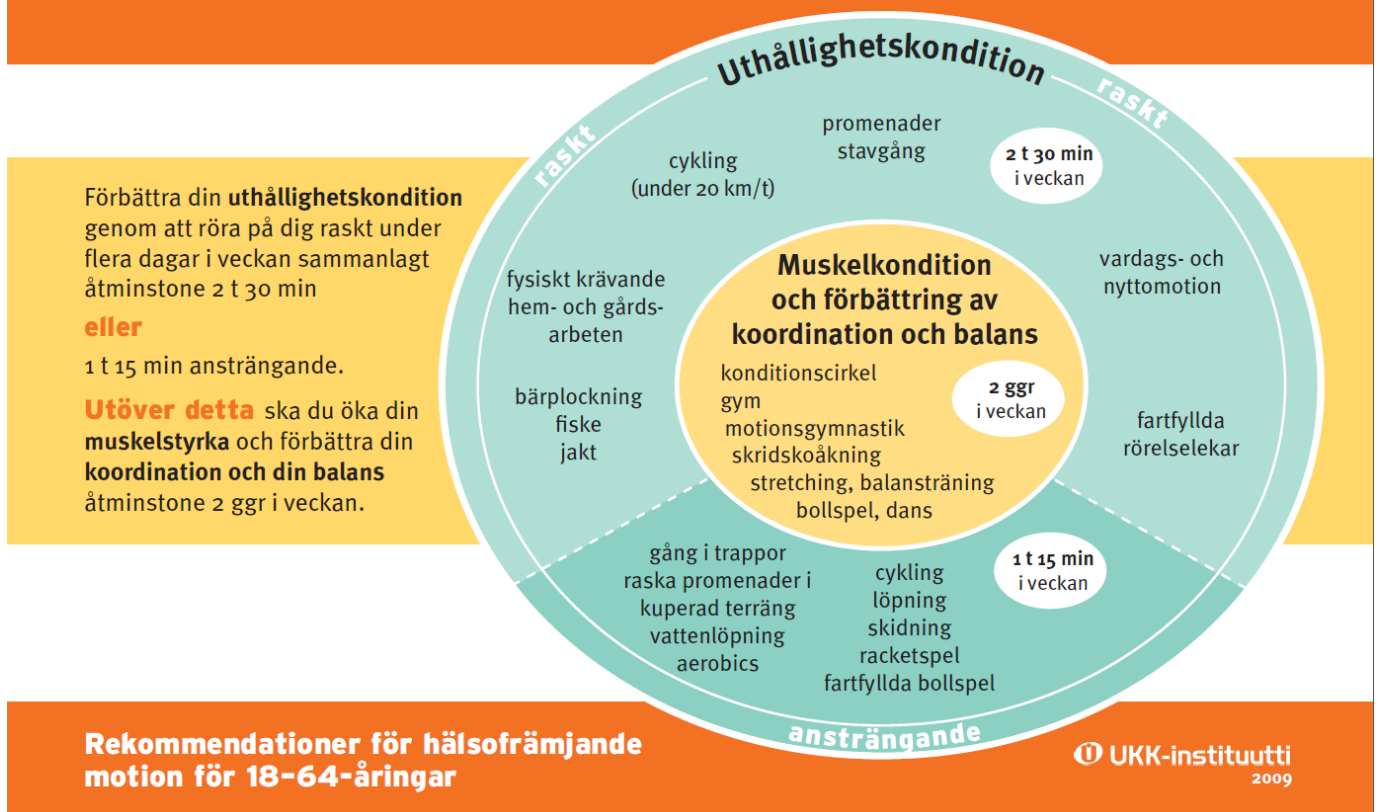 Förbättra din uthållighetskondition
genom att röra på dig raskt under
flera dagar i veckan sammanlagt
åtminstone 2 t 30 min
eller
1 t 15 min ansträngande.
Utöver detta ska du öka din
muskelstyrka och förbättra din
koordination och din balans
åtminstone 2 ggr i veckan.
Uthållighetskondition
raskt
raskt
promenader
stavgång
2 t 30 min
i veckan
cykling
(under 20 km/t)
vardags- och
nyttomotion
fysiskt krävande
hem- och gårds-
arbeten
bärplockning
fiske
jakt
fartfyllda
rörelselekar
Muskelkondition
och förbättring av
koordination och balans
konditionscirkel
gym
motionsgymnastik
skridskoåkning
stretching, balansträning
bollspel, dans
2 ggr
i veckan
gång i trappor
raska promenader i
kuperad terräng
vattenlöpning
aerobics
cykling
löpning
skidning
racketspel
fartfyllda bollspel
1 t 15 min
i veckan
ansträngande
Rekommendationer för hälsofrämjande
motion för 18–64-åringar
UKK-instituutti
2009